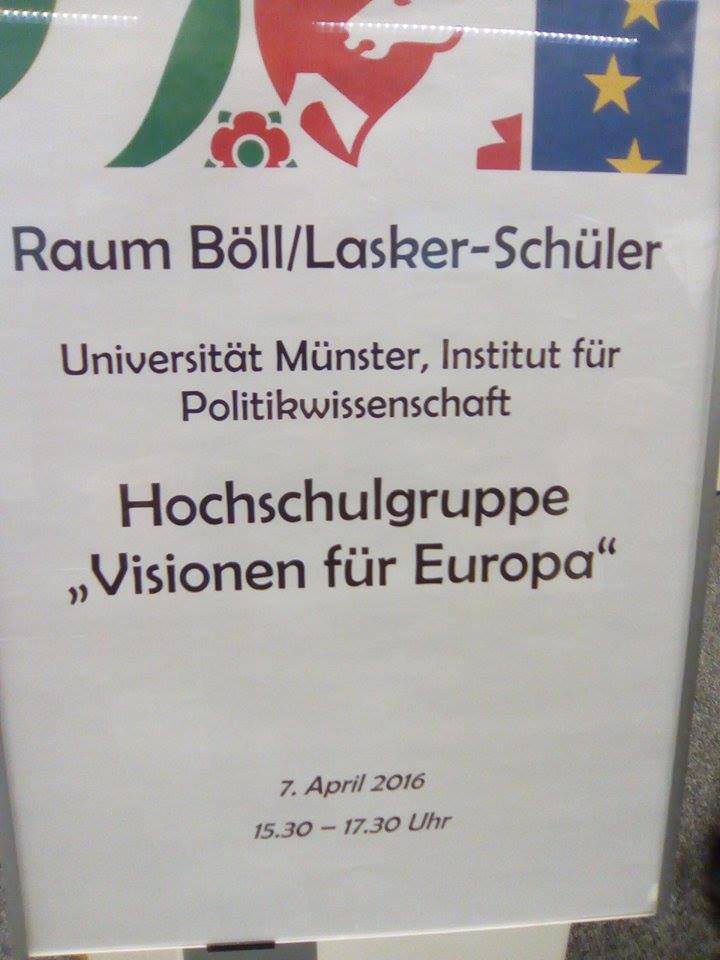 Raum Böll/Lasker-Schüler
Universität Münster, Institut für
Politikwissenschaft
Hochschulgruppe
„Visionen für Europa“
7. April 2016
15.30 – 17.30 Uhr